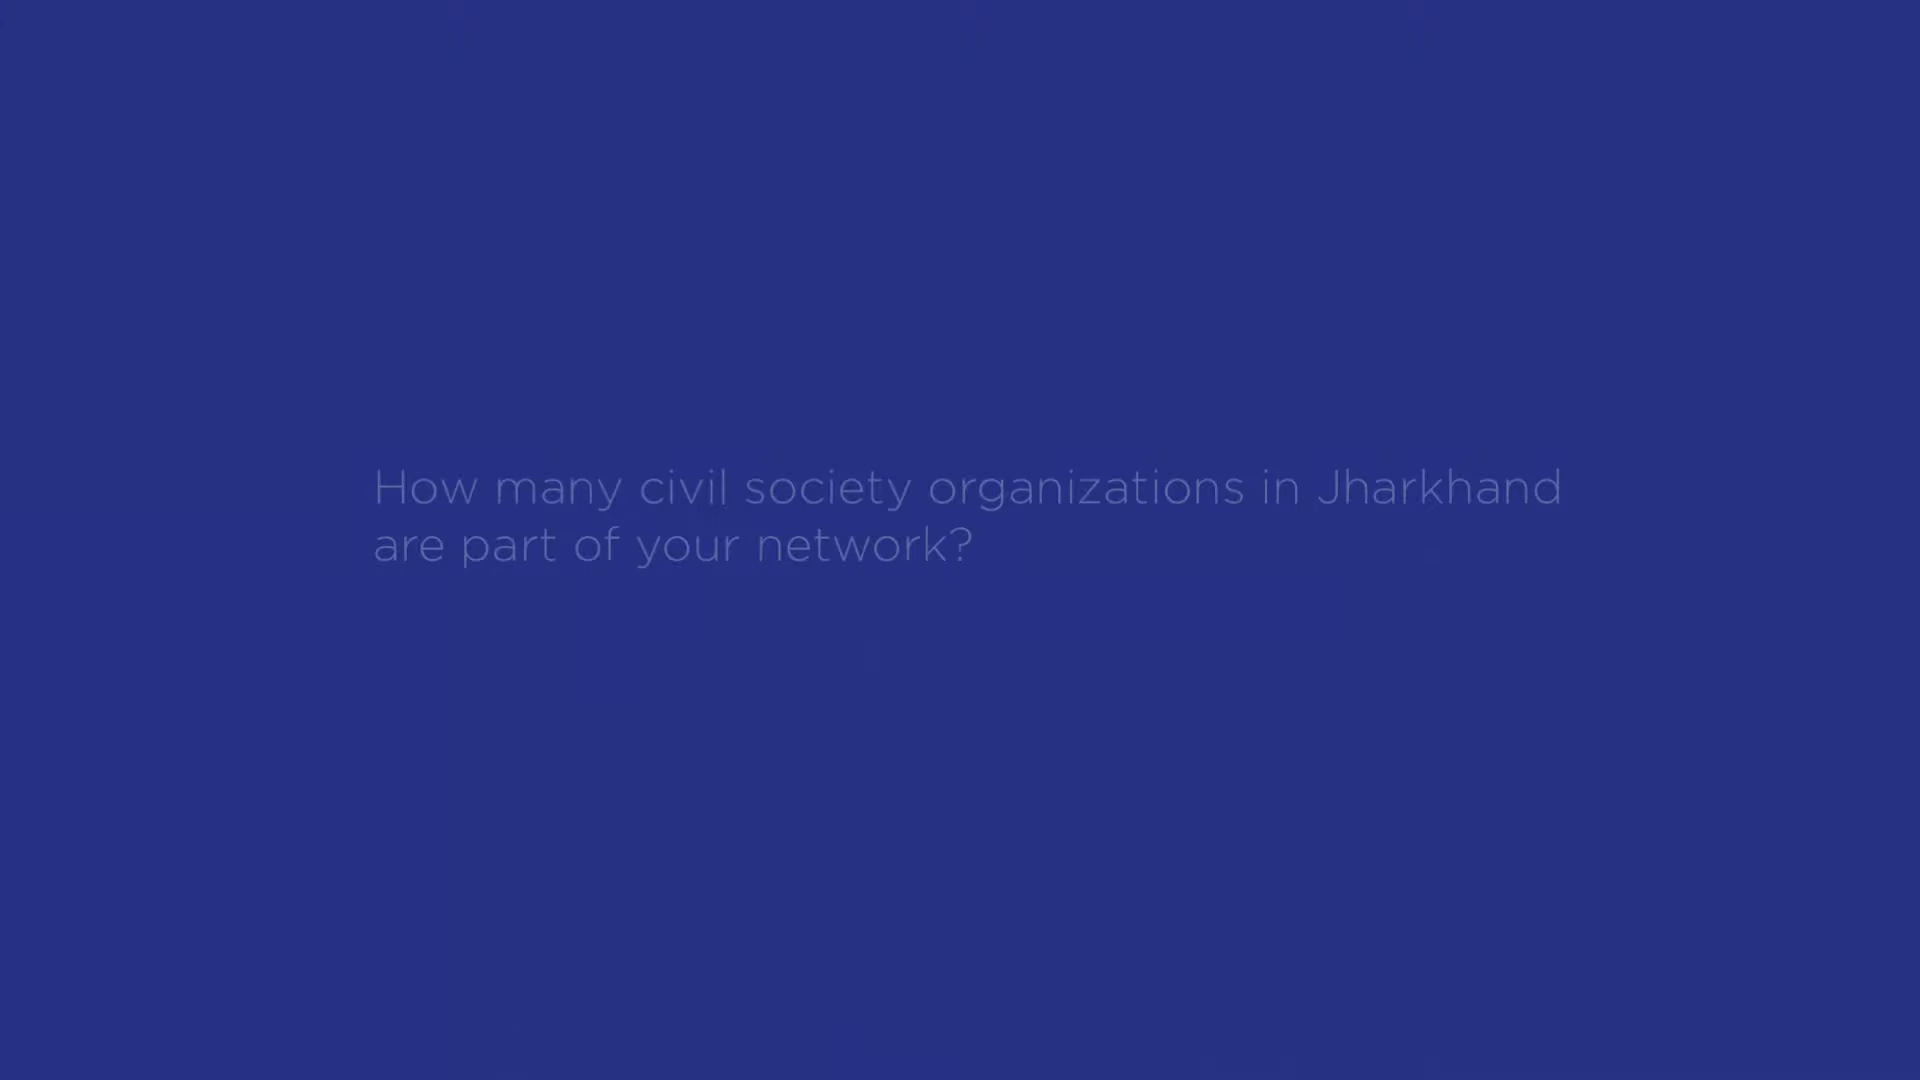 How many civil society organizations in Jharkhand
are part of your network?